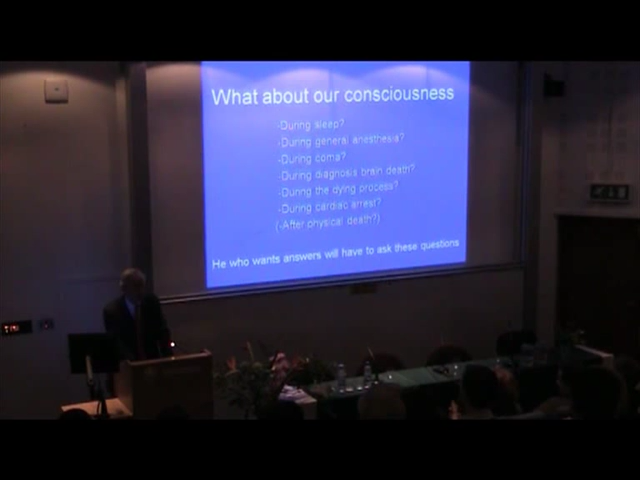 What about our consciousness
-During sleep?
-During general anesthesia?
-During coma?
-During diagnosis brain death?
-During the dying process?
-During cardiac arrest?
(-After physical death?)
He who wants answers will have to ask these questions